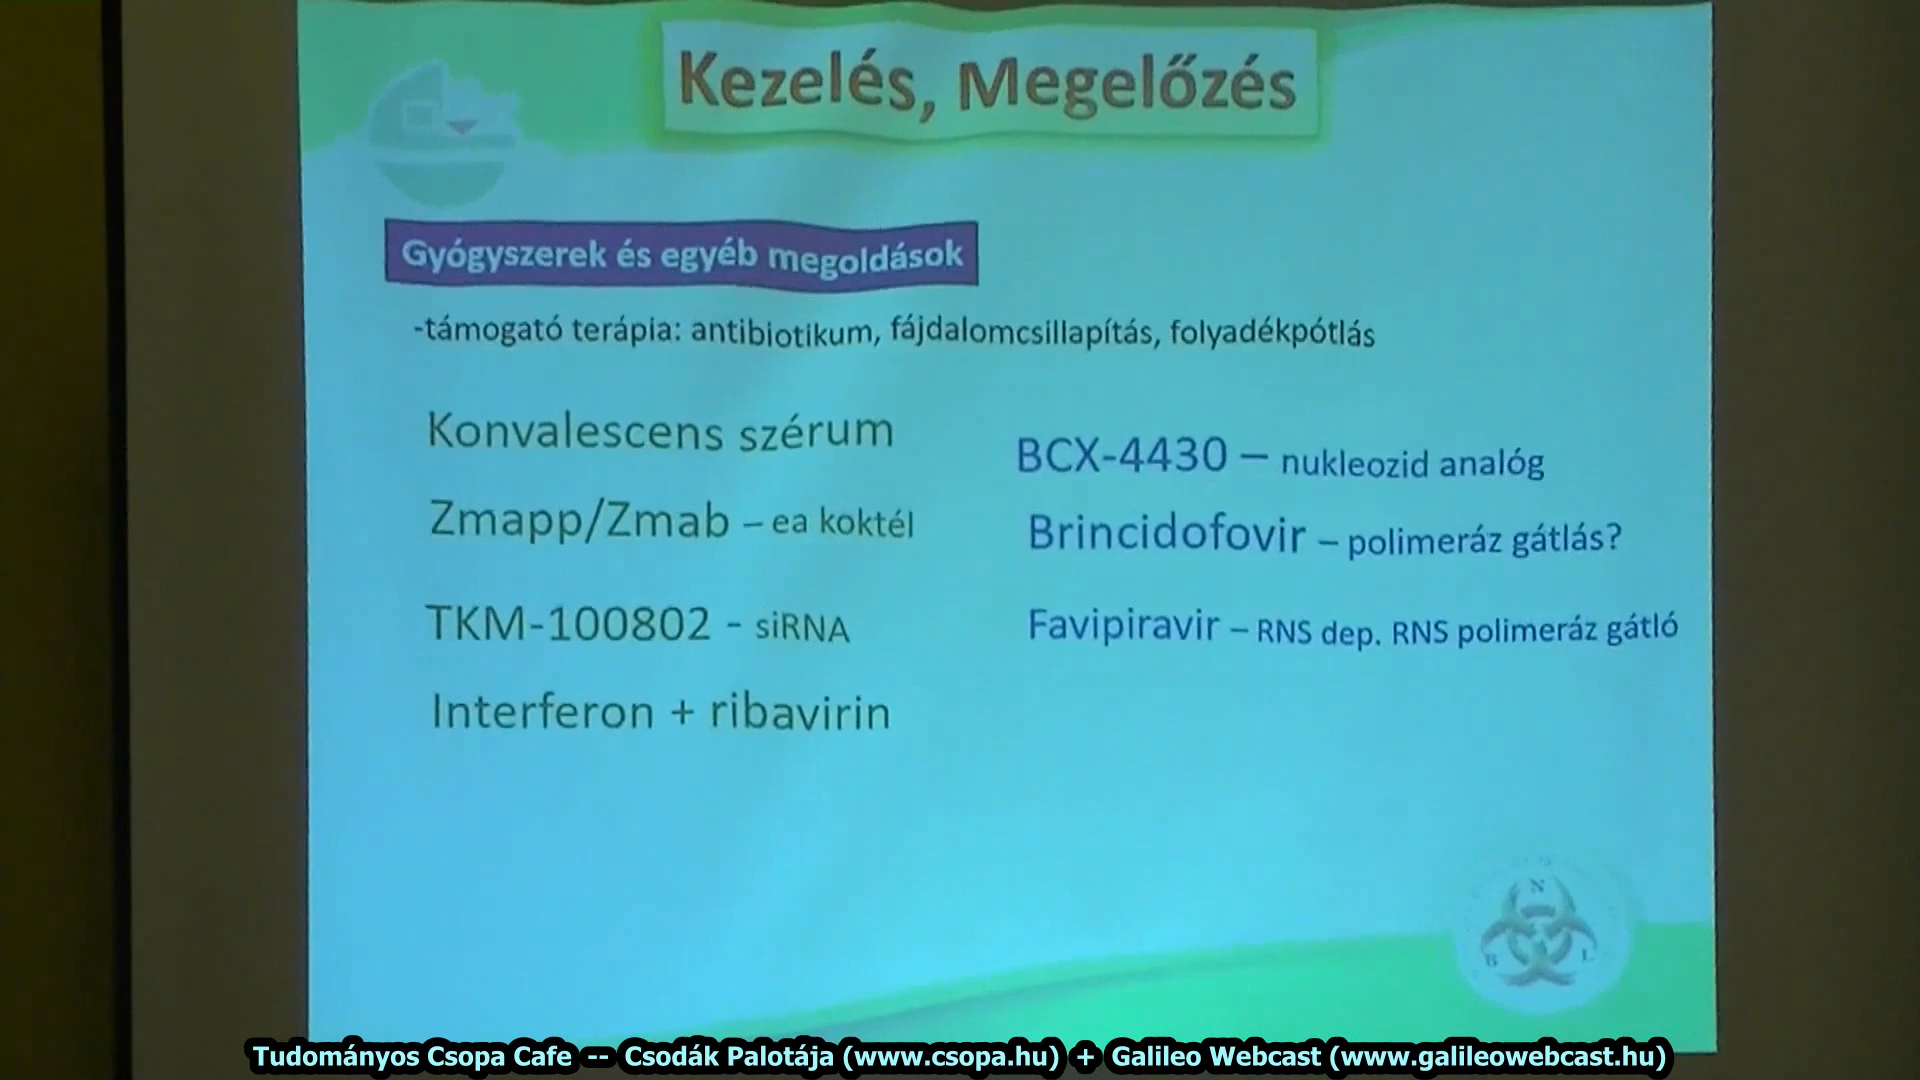 Kezelés, Megelőzés
Gyógyszerek és egyéb megoldások
-támogató terápia: antibiotikum, fájdalomcsillapítás, folyadékpótlás
Konvalescens szérum
Zmapp/Zmab – ea koktél
TKM-100802 - siRNA
Interferon + ribavirin
BCX-4430 – nukleozid analóg
Brincidofovir – polimeráz gátlás?
Favipiravir – RNS dep. RNS polimeráz gátló
N
B L
Tudományos Csopa Cafe -- Csodák Palotája (www.csopa.hu) + Galileo Webcast (www.galileowebcast.hu)